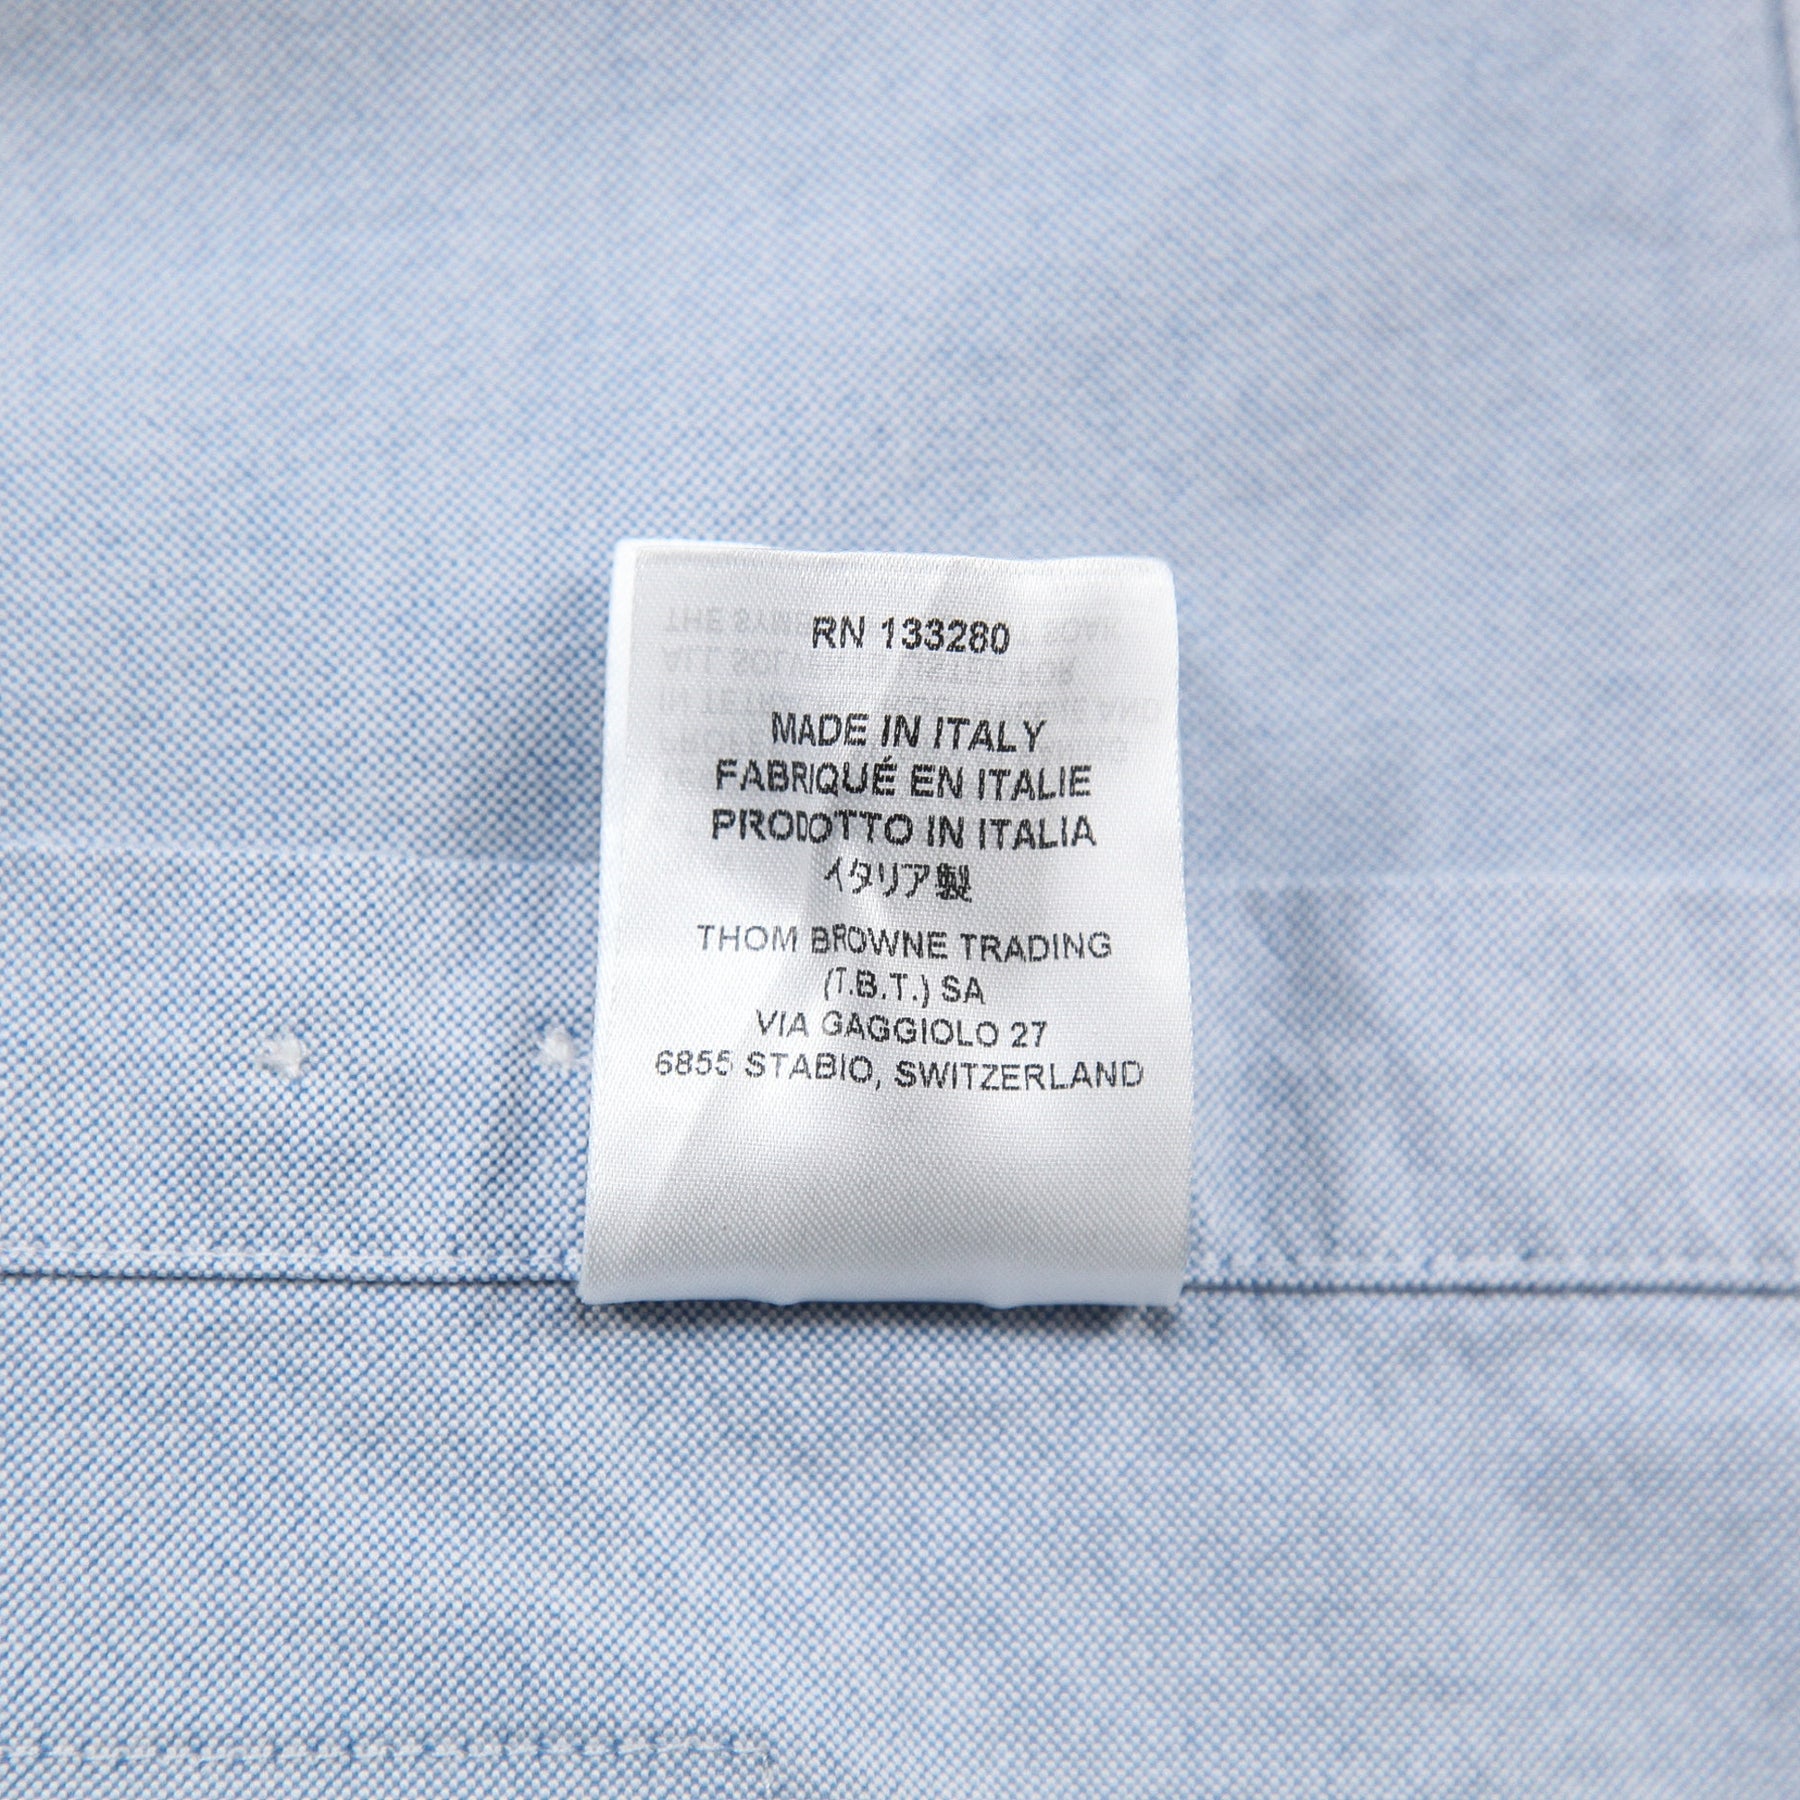 RN 133280
MADE IN ITALY
FABRIQUÉ EN ITALIE
PRODOTTO IN ITALIA
イタリア製
THOM BROWNE TRADING
(T.B.T.) SA
VIA GAGGIOLO 27
6855 STABIO, SWITZERLAND